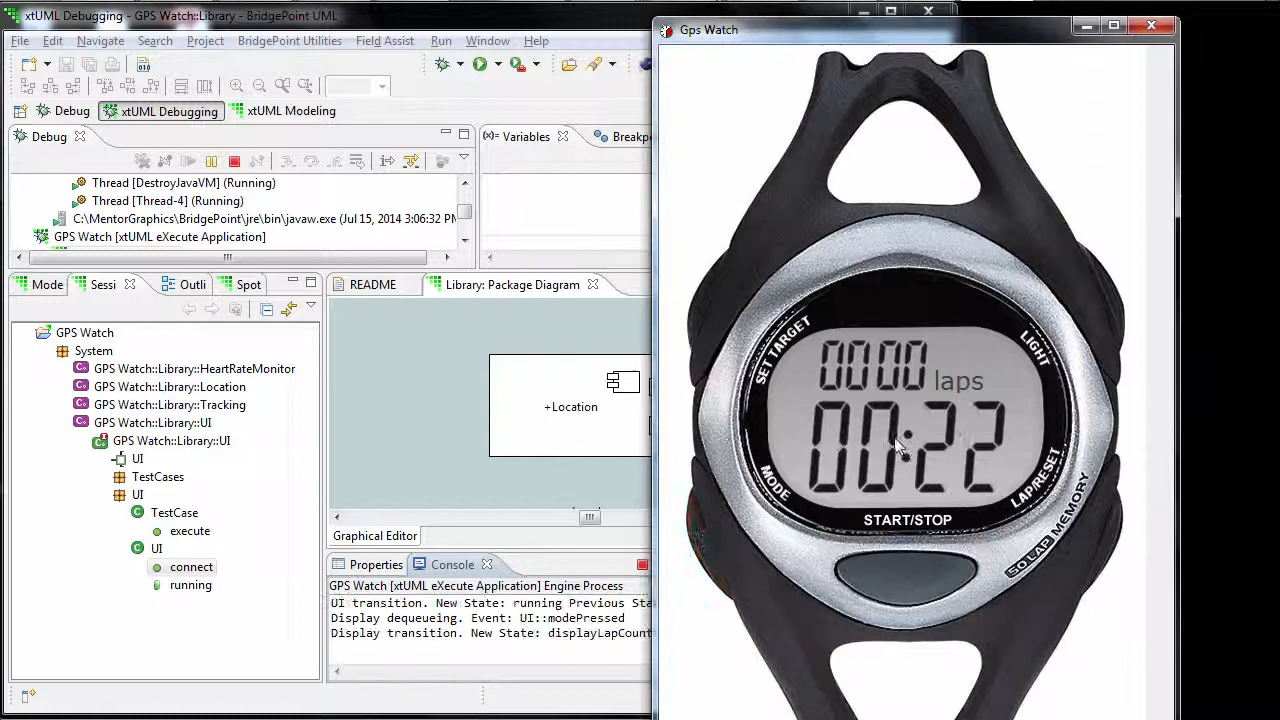 xtUML Debugging - GPS Watch::Library - BridgePoint UML
File Edit Navigate Search Project BridgePoint Utilities Field Assist Run Window Help
Debug xtUML Debugging xtUML Modeling
Debug
Variables Breakp
Thread [DestroyJavaVM] (Running)
Thread [Thread-4] (Running)
C:\MentorGraphics\BridgePoint\jre\bin\javaw.exe (Jul 15, 2014 3:06:32 PM
GPS Watch [xtUML eXecute Application]
Mode Sessi Outli Spot
GPS Watch
System
GPS Watch::Library::HeartRateMonitor
GPS Watch::Library::Location
GPS Watch::Library::Tracking
GPS Watch::Library::UI
GPS Watch::Library::UI
UI
TestCases
UI
TestCase
execute
UI
connect
running
README Library: Package Diagram
+Location
Graphical Editor
Properties Console
GPS Watch [xtUML eXecute Application] Engine Process
UI transition. New State: running Previous Sta
Display dequeueing. Event: UI::modePressed
Display transition. New State: displayLapCount
Gps Watch
SET TARGET
LIGHT
0000 laps
00:22
MODE
LAP/RESET
START/STOP
50 LAP MEMORY